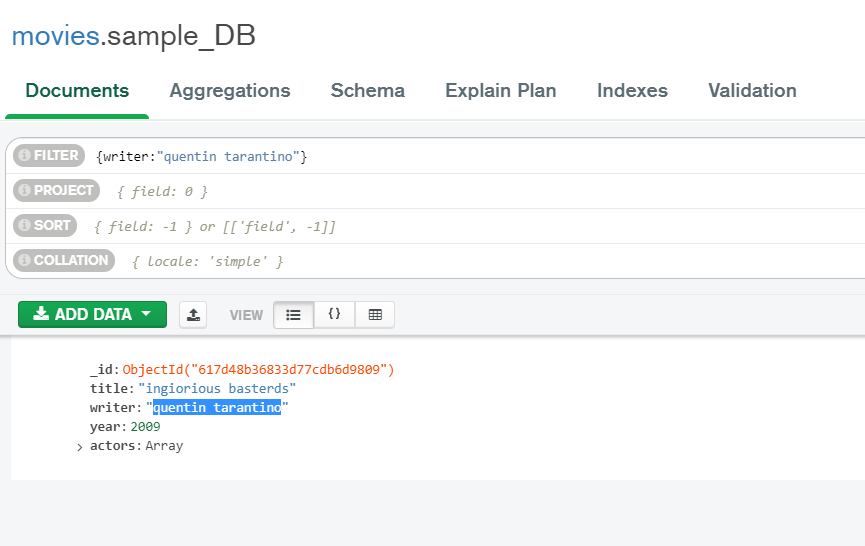 movies.sample_DB
Documents Aggregations Schema Explain Plan Indexes Validation
FILTER {writer:"quentin tarantino"}
PROJECT { field: 0 }
SORT { field: -1 } or [['field', -1]]
COLLATION { locale: 'simple' }
ADD DATA VIEW {}
_id: ObjectId("617d48b36833d77cdb6d9809")
title: "ingiorious basterds"
writer: "quentin tarantino"
year: 2009
> actors: Array